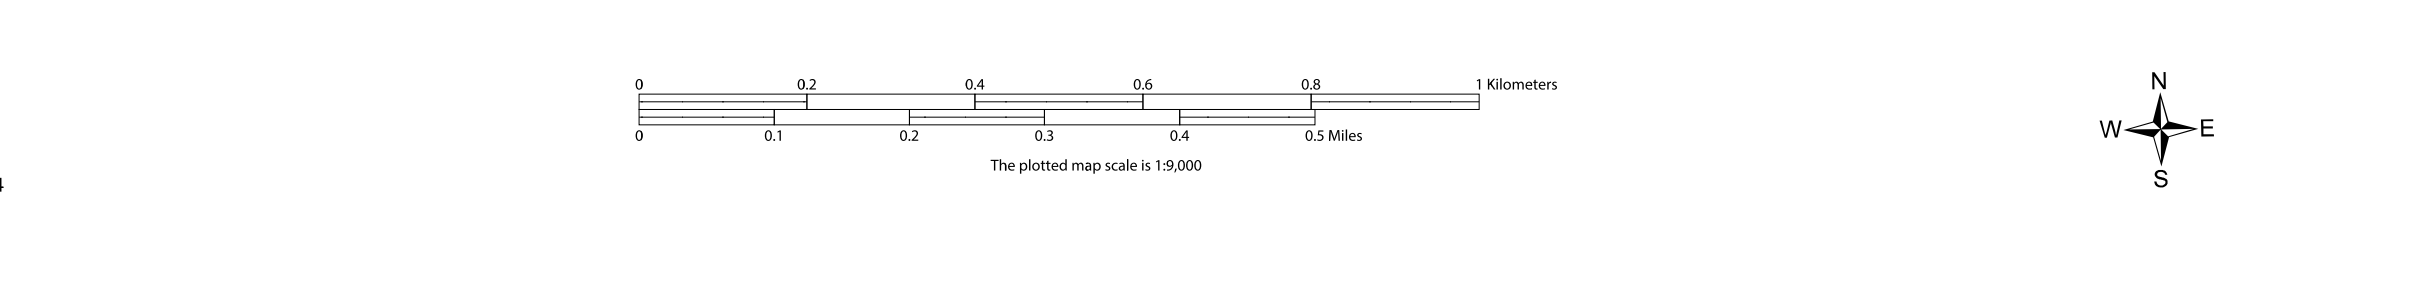 0 0.2 0.4 0.6 0.8 1 Kilometers
0 0.1 0.2 0.3 0.4 0.5 Miles
The plotted map scale is 1:9,000
N
W E
S